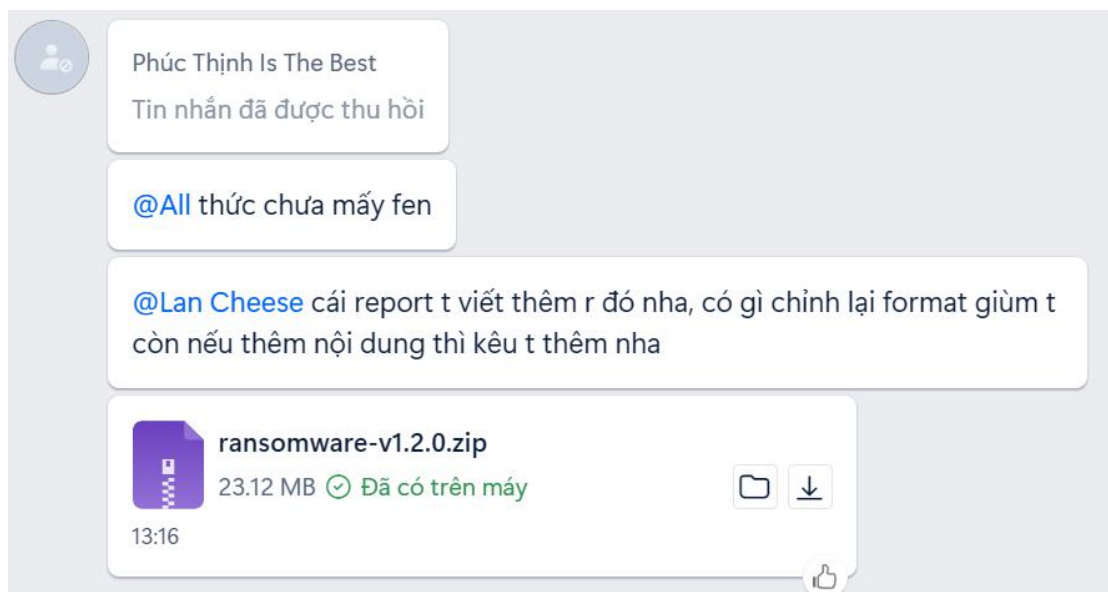 Phúc Thịnh Is The Best
Tin nhắn đã được thu hồi
@All thức chưa mấy fen
@Lan Cheese cái report t viết thêm r đó nha, có gì chỉnh lại format giùm t
còn nếu thêm nội dung thì kêu t thêm nha
ransomware-v1.2.0.zip
23.12 MB Đã có trên máy
13:16